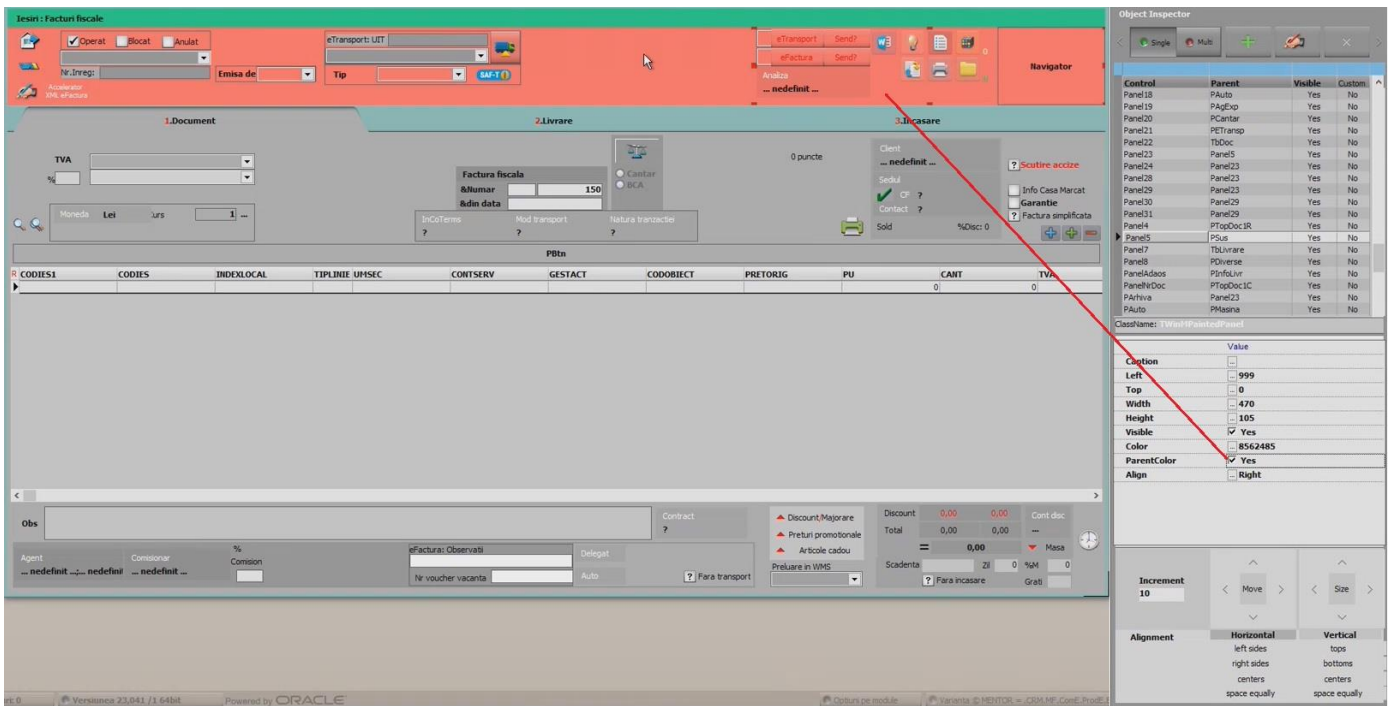 Iesiri : Facturi fiscale
Operat Blocat Anulat
Nr.Inreg:
Emisa de
eTransport: UIT
Tip
SAF-T
Accelerator
XML eFactura
eTransport Send?
eFactura Send?
Analiza
... nedefinit ...
Navigator
1.Document 2.Livrare 3.Incasare
TVA
%
Moneda Lei 1 ...
Factura fiscala
&Numar 150
&din data
Cantar
BCA
InCoTerms Mod transport Natura tranzactiei
? ? ?
0 puncte
Client
... nedefinit ...
Sediul
CF ?
Contact ?
Sold %Disc: 0
? Scutire accize
Info Casa Marcat
Garantie
? Factura simplificata
PBtn
R CODIES1 CODIES INDEXLOCAL TIPLINIE UMSEC CONTSERV GESTACT CODOBIECT PRETORIG PU CANT TVA
0 0
Obs
Contract
?
Agent Comisionar % Comision
... nedefinit ...;... nedefinit ... nedefinit ...
eFactura: Observatii
Nr voucher vacanta
Delegat
Auto
? Fara transport
Discount/Majorare
Preturi promotionale
Articole cadou
Preluare in WMS
Discount 0,00 0,00 Cont disc
Total 0,00 0,00 ...
= 0,00 Masa
Scadenta Zil 0 %M 0
? Fara incasare Grati
Versiunea 23.041 /1 64bit Powered by ORACLE
Optiuni pe module
Object Inspector
Single Multi
Control Parent Visible Custom
Panel18 PAuto Yes No
Panel19 PAgExp Yes No
Panel20 PCantar Yes No
Panel21 PETransp Yes No
Panel22 TbDoc Yes No
Panel23 Panel5 Yes No
Panel24 Panel23 Yes No
Panel28 Panel23 Yes No
Panel29 Panel23 Yes No
Panel30 Panel29 Yes No
Panel31 Panel29 Yes No
Panel4 PTopDoc1R Yes No
Panel5 PSus Yes No
Panel7 TbLivrare Yes No
Panel8 PDiverse Yes No
PanelAdaos PInfoLivr Yes No
PanelNrDoc PTopDoc1C Yes No
PArhiva Panel23 Yes No
PAuto PMasina Yes No
ClassName: TWinMPaintedPanel
Value
Caption ...
Left ... 999
Top ... 0
Width ... 470
Height ... 105
Visible Yes
Color ... 8562485
ParentColor Yes
Align ... Right
Increment
10
Move Size
Alignment Horizontal Vertical
left sides tops
right sides bottoms
centers centers
space equally space equally